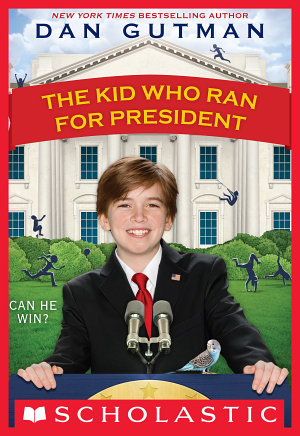 A NEW YORK TIMES BESTSELLING AUTHOR
DAN GUTMAN
THE KID WHO RAN
FOR PRESIDENT
CAN HE
WIN?
SCHOLASTIC